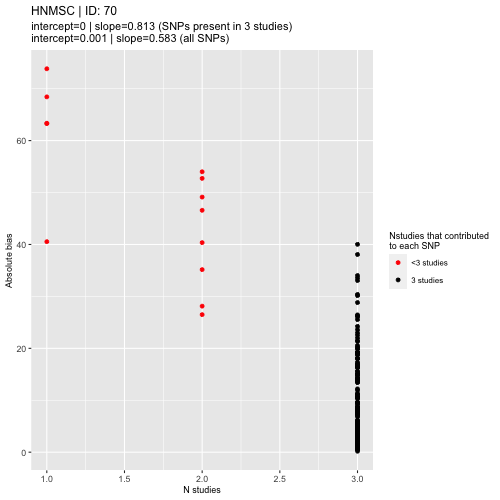 HNMSC | ID: 70
intercept=0 | slope=0.813 (SNPs present in 3 studies)
intercept=0.001 | slope=0.583 (all SNPs)
Absolute bias
60
40
20
0
1.0
1.5
2.0
2.5
3.0
N studies
Nstudies that contributed
to each SNP
<3 studies
3 studies